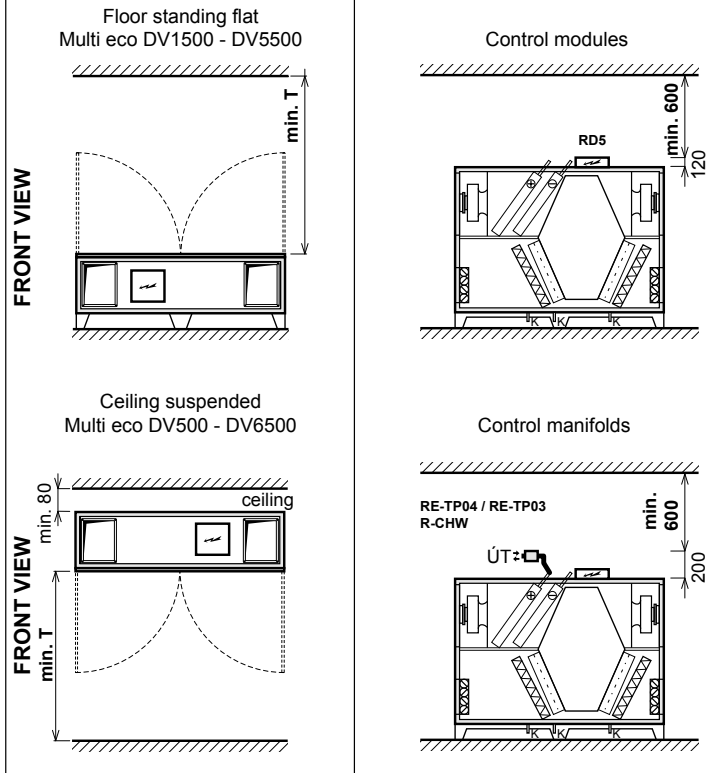 Floor standing flat
Multi eco DV1500 - DV5500
min. T
FRONT VIEW
Control modules
min. 600
RD5
120
K K K
Ceiling suspended
Multi eco DV500 - DV6500
min. 80
ceiling
FRONT VIEW
min. T
Control manifolds
RE-TP04 / RE-TP03
R-CHW
min.
600
ÚT
200
K K K